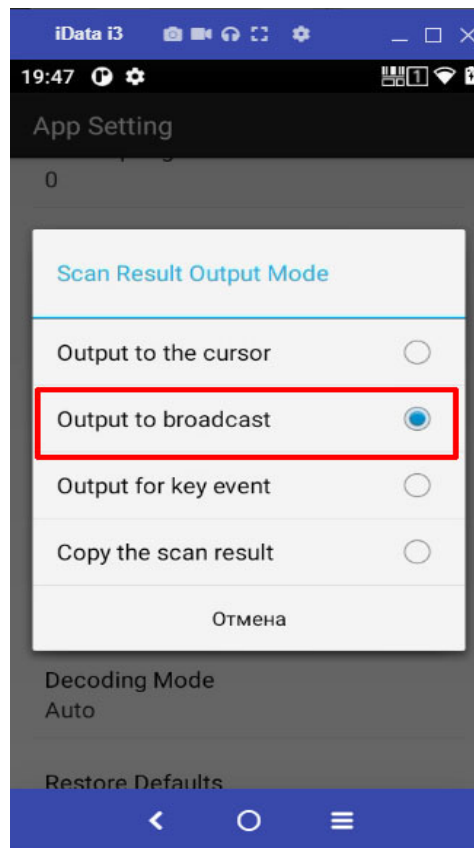 iData i3
19:47
1
App Setting
0
Scan Result Output Mode
Output to the cursor
Output to broadcast
Output for key event
Copy the scan result
Отмена
Decoding Mode
Auto
Restore Defaults